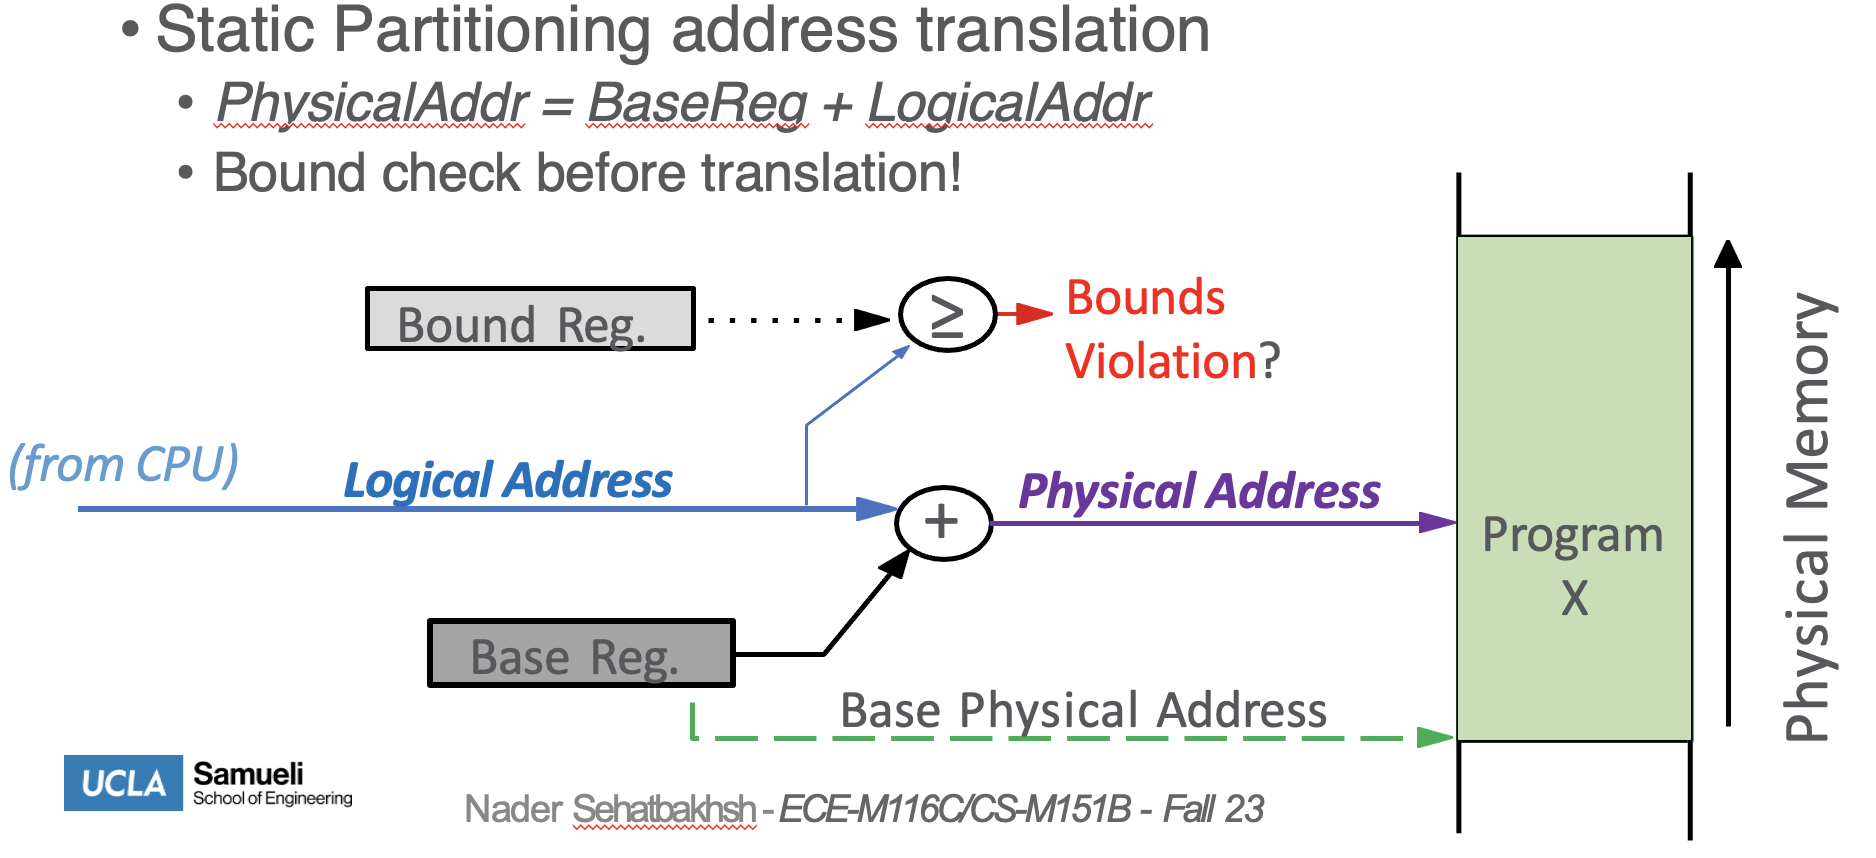 • Static Partitioning address translation
• PhysicalAddr = BaseReg + LogicalAddr
• Bound check before translation!
Bound Reg.
≥
Bounds
Violation?
(from CPU)
Logical Address
+
Physical Address
Program
X
Physical Memory
Base Reg.
Base Physical Address
UCLA
Samueli
School of Engineering
Nader Sehatbakhsh - ECE-M116C/CS-M151B - Fall 23